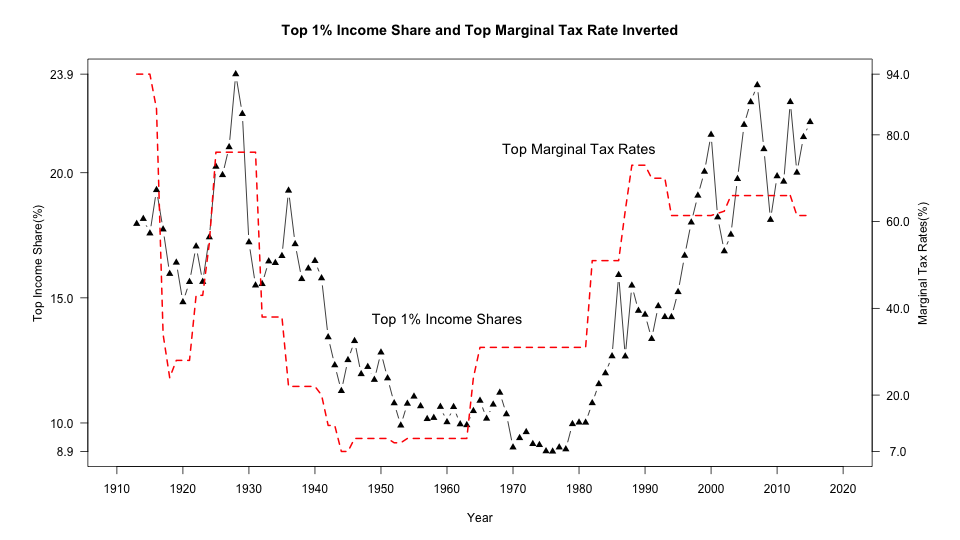 Top 1% Income Share and Top Marginal Tax Rate Inverted
23.9
20.0
15.0
10.0
8.9
Top Income Share(%)
94.0
80.0
60.0
40.0
20.0
7.0
Marginal Tax Rates(%)
Top Marginal Tax Rates
Top 1% Income Shares
1910 1920 1930 1940 1950 1960 1970 1980 1990 2000 2010 2020
Year